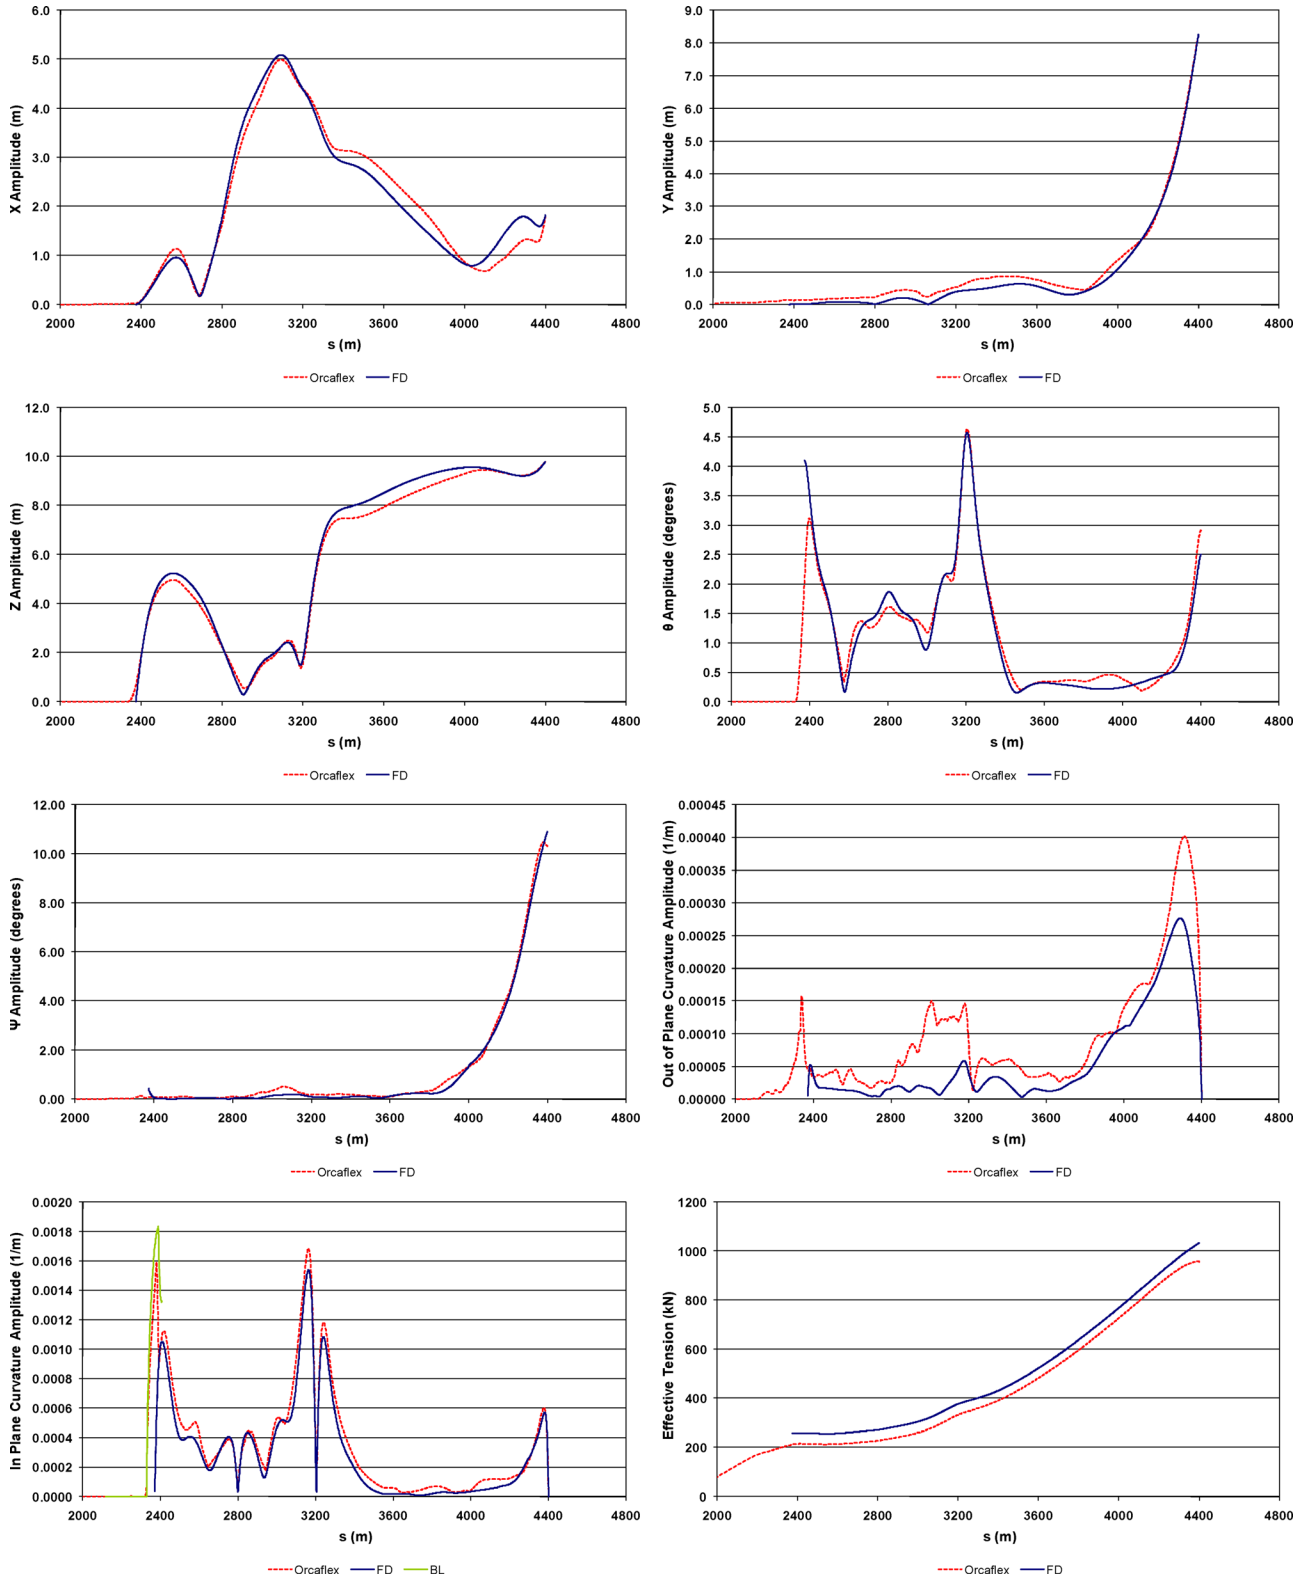 6.0
5.0
4.0
3.0
2.0
1.0
0.0
X Amplitude (m)
2000 2400 2800 3200 3600 4000 4400 4800
s (m)
Orcaflex FD
9.0
8.0
7.0
6.0
5.0
4.0
3.0
2.0
1.0
0.0
Y Amplitude (m)
2000 2400 2800 3200 3600 4000 4400 4800
s (m)
Orcaflex FD
12.0
10.0
8.0
6.0
4.0
2.0
0.0
Z Amplitude (m)
2000 2400 2800 3200 3600 4000 4400 4800
s (m)
Orcaflex FD
5.0
4.5
4.0
3.5
3.0
2.5
2.0
1.5
1.0
0.5
0.0
θ Amplitude (degrees)
2000 2400 2800 3200 3600 4000 4400 4800
s (m)
Orcaflex FD
12.00
10.00
8.00
6.00
4.00
2.00
0.00
Ψ Amplitude (degrees)
2000 2400 2800 3200 3600 4000 4400 4800
s (m)
Orcaflex FD
0.00045
0.00040
0.00035
0.00030
0.00025
0.00020
0.00015
0.00010
0.00005
0.00000
Out of Plane Curvature Amplitude (1/m)
2000 2400 2800 3200 3600 4000 4400 4800
s (m)
Orcaflex FD
0.0020
0.0018
0.0016
0.0014
0.0012
0.0010
0.0008
0.0006
0.0004
0.0002
0.0000
In Plane Curvature Amplitude (1/m)
2000 2400 2800 3200 3600 4000 4400 4800
s (m)
Orcaflex FD BL
1200
1000
800
600
400
200
0
Effective Tension (kN)
2000 2400 2800 3200 3600 4000 4400 4800
s (m)
Orcaflex FD